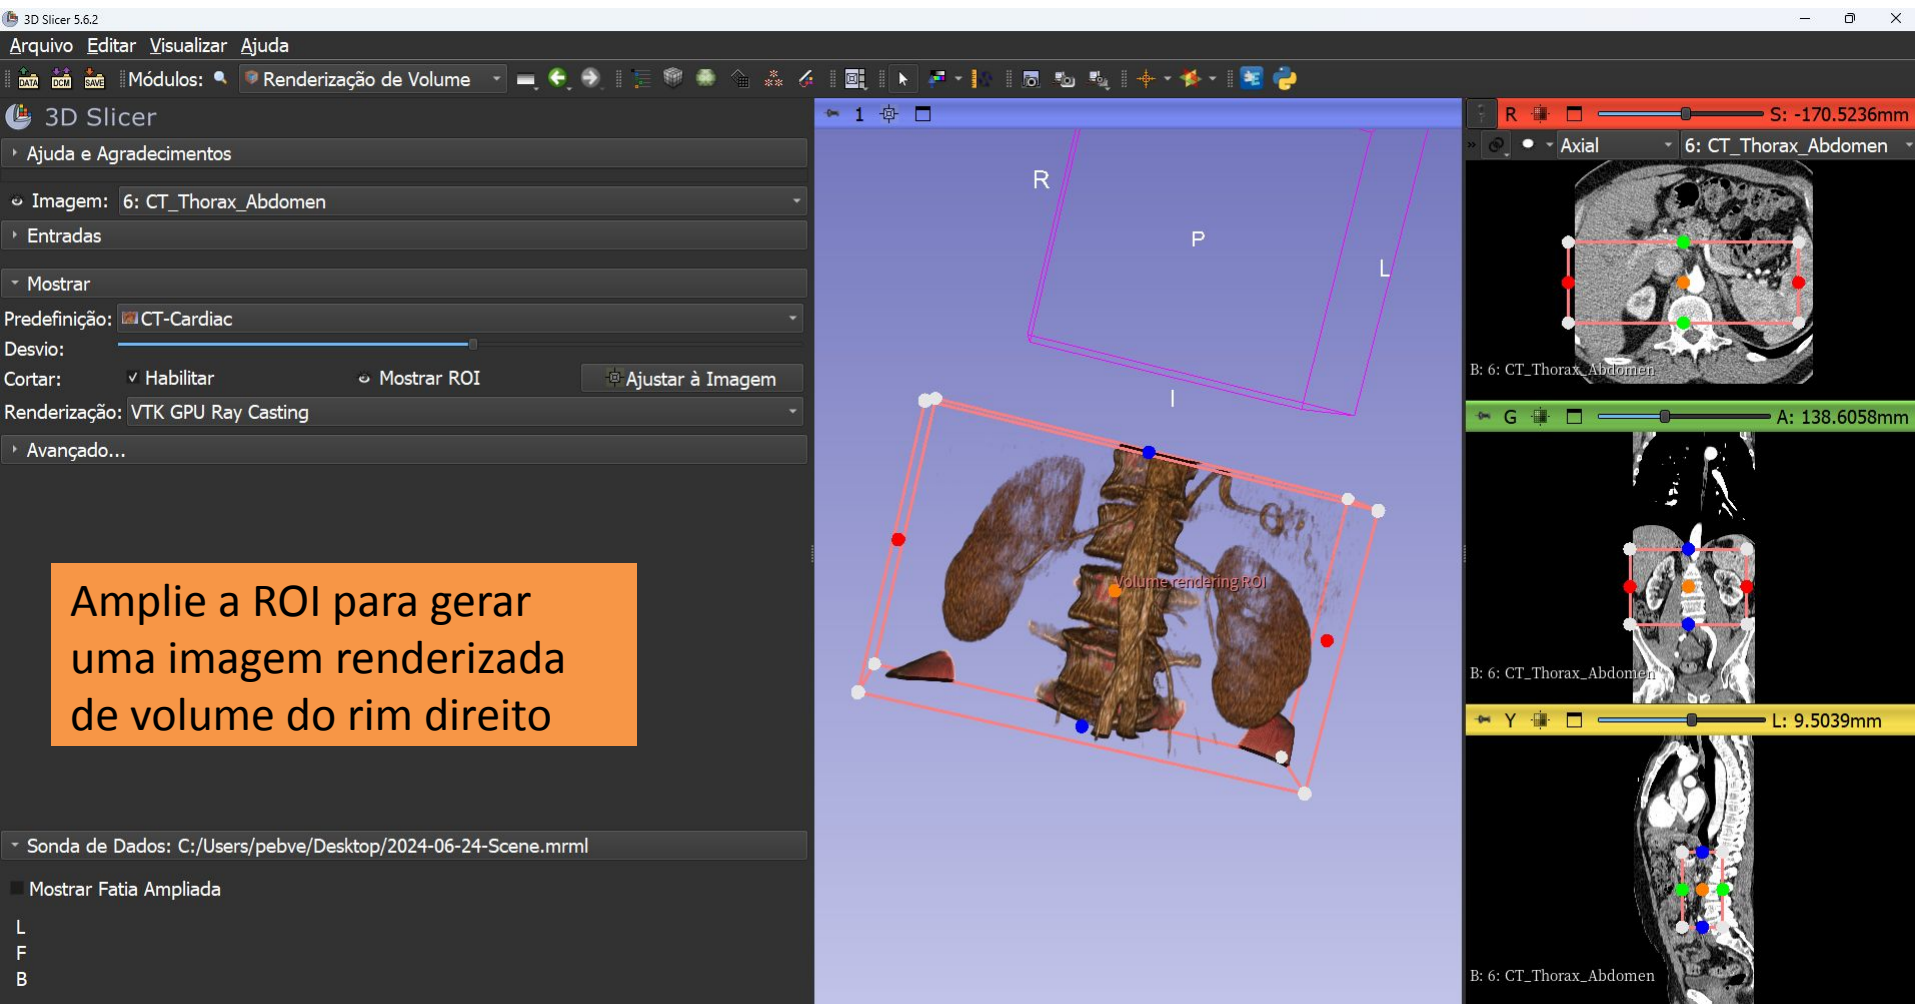 3D Slicer 5.6.2
Arquivo Editar Visualizar Ajuda
DATA DCM SAVE Módulos: Renderização de Volume
3D Slicer
Ajuda e Agradecimentos
Imagem: 6: CT_Thorax_Abdomen
Entradas
Mostrar
Predefinição: CT-Cardiac
Desvio:
Cortar: Habilitar Mostrar ROI Ajustar à Imagem
Renderização: VTK GPU Ray Casting
Avançado...
Amplie a ROI para gerar
uma imagem renderizada
de volume do rim direito
Sonda de Dados: C:/Users/pebve/Desktop/2024-06-24-Scene.mrml
Mostrar Fatia Ampliada
L
F
B
1
R
P
L
I
Volume rendering ROI
R S: -170.5236mm
Axial 6: CT_Thorax_Abdomen
B: 6: CT_Thorax_Abdomen
G A: 138.6058mm
B: 6: CT_Thorax_Abdomen
Y L: 9.5039mm
B: 6: CT_Thorax_Abdomen